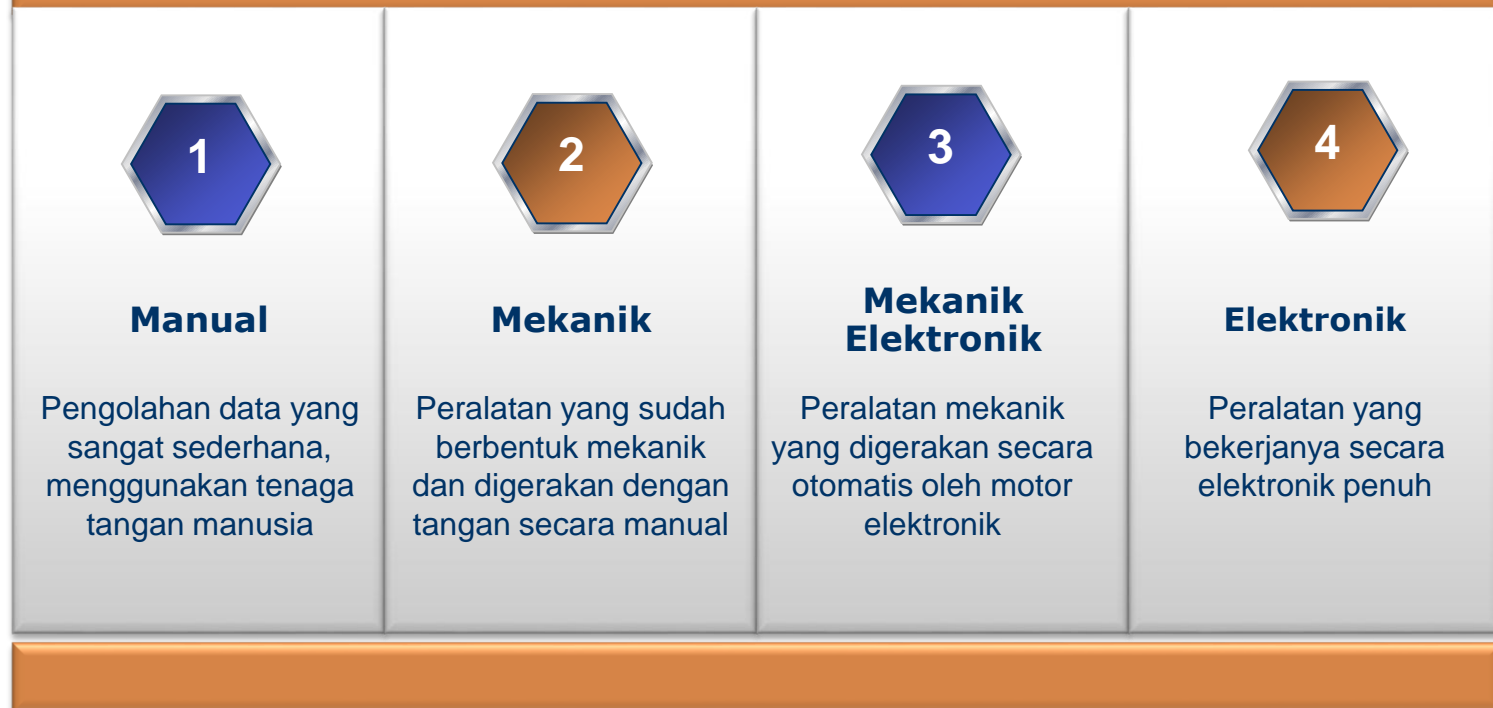 1
Manual
Pengolahan data yang
sangat sederhana,
menggunakan tenaga
tangan manusia
2
Mekanik
Peralatan yang sudah
berbentuk mekanik
dan digerakan dengan
tangan secara manual
3
Mekanik
Elektronik
Peralatan mekanik
yang digerakan secara
otomatis oleh motor
elektronik
4
Elektronik
Peralatan yang
bekerjanya secara
elektronik penuh